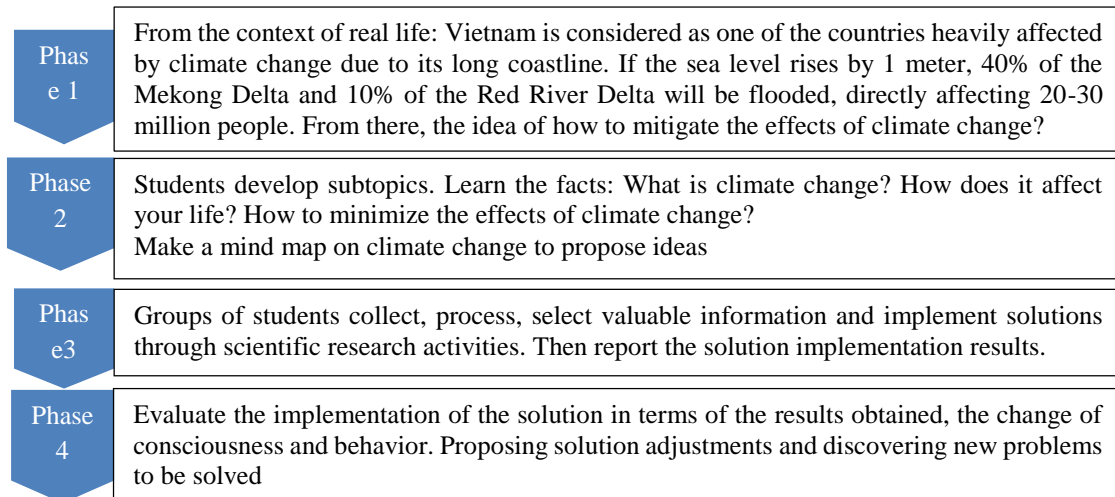 Phas
e 1
From the context of real life: Vietnam is considered as one of the countries heavily affected
by climate change due to its long coastline. If the sea level rises by 1 meter, 40% of the
Mekong Delta and 10% of the Red River Delta will be flooded, directly affecting 20-30
million people. From there, the idea of how to mitigate the effects of climate change?
Phase
2
Students develop subtopics. Learn the facts: What is climate change? How does it affect
your life? How to minimize the effects of climate change?
Make a mind map on climate change to propose ideas
Phas
e3
Groups of students collect, process, select valuable information and implement solutions
through scientific research activities. Then report the solution implementation results.
Phase
4
Evaluate the implementation of the solution in terms of the results obtained, the change of
consciousness and behavior. Proposing solution adjustments and discovering new problems
to be solved